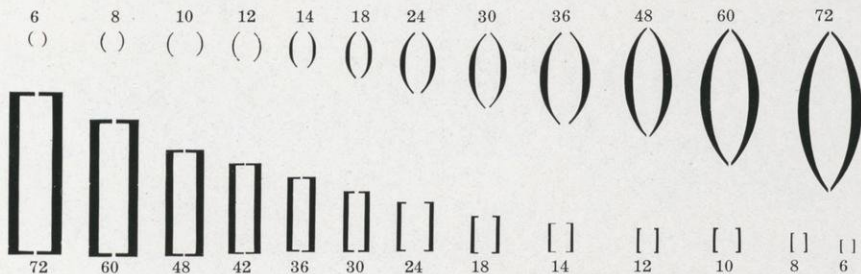 6 8 10 12 14 18 24 30 36 48 60 72
( ) ( ) ( ) ( ) ( ) ( ) ( ) ( ) ( ) ( ) ( ) ( )
[ ] [ ] [ ] [ ] [ ] [ ] [ ] [ ] [ ] [ ] [ ] [ ] [ ]
72 60 48 42 36 30 24 18 14 12 10 8 6